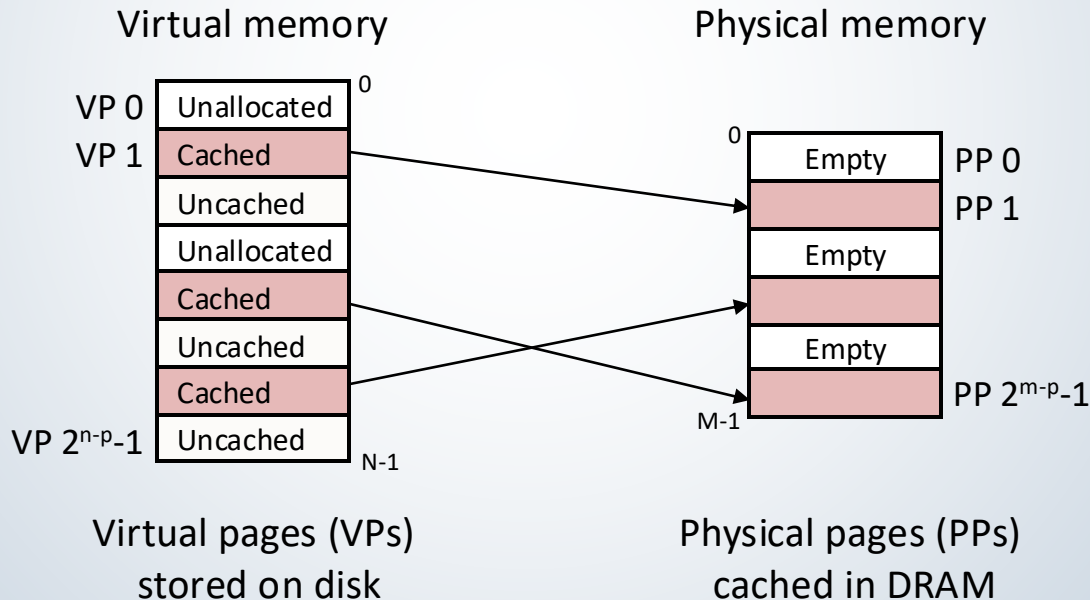 Virtual memory
Physical memory
0
VP 0
Unallocated
VP 1
Cached
Uncached
Unallocated
Cached
Uncached
Cached
VP 2ⁿ⁻ᵖ-1
Uncached
N-1
0
Empty
PP 0
PP 1
Empty
Empty
PP 2ᵐ⁻ᵖ-1
M-1
Virtual pages (VPs)
stored on disk
Physical pages (PPs)
cached in DRAM